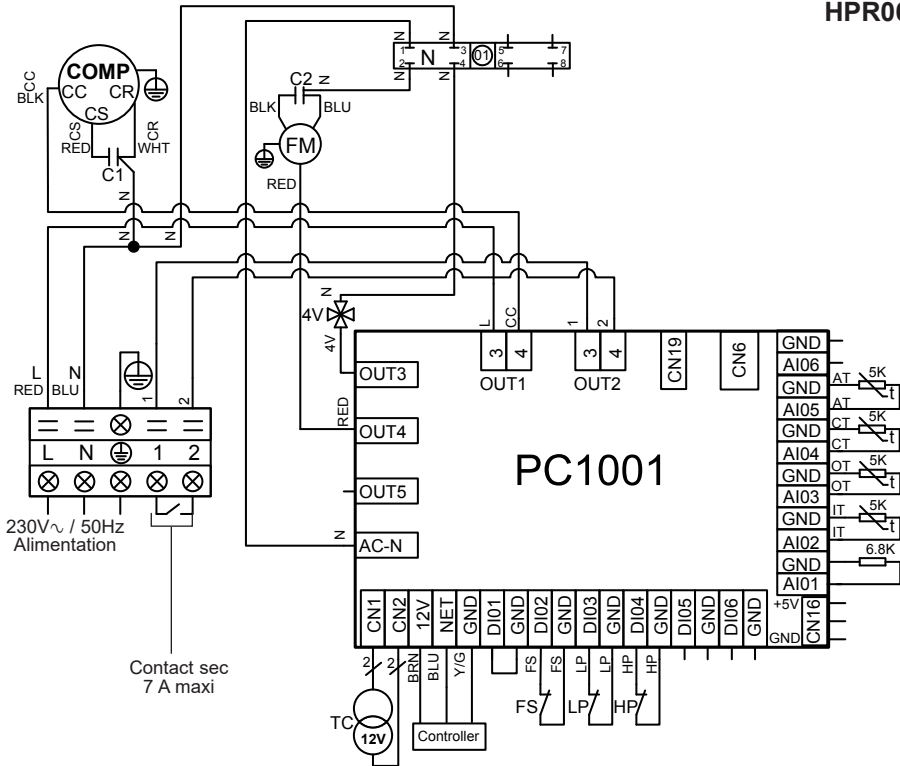 HPR00
N
N
1
3
5
7
N
01
2
4
6
8
N
N
COMP
CC
CR
CS
CC
BLK
CS
RED
CR
WHT
C1
C2
N
BLK
BLU
FM
RED
N
N
N
N
4V
4V
L
CC
1
2
3
4
3
4
OUT1
OUT2
CN19
CN6
L
RED
N
BLU
1
2
L
N
1
2
230V~ / 50Hz
Alimentation
Contact sec
7 A maxi
OUT3
RED
OUT4
OUT5
N
AC-N
PC1001
GND
AI06
GND
AT
5K
t
AI05
AT
GND
CT
5K
t
AI04
CT
GND
OT
5K
t
AI03
OT
GND
IT
5K
t
AI02
IT
GND
6.8K
AI01
+5V
CN16
GND
CN1
CN2
12V
NET
GND
DI01
GND
DI02
GND
DI03
GND
DI04
GND
DI05
GND
DI06
GND
2
2
BRN
BLU
Y/G
FS
FS
LP
LP
HP
HP
FS
LP
HP
TC
12V
Controller